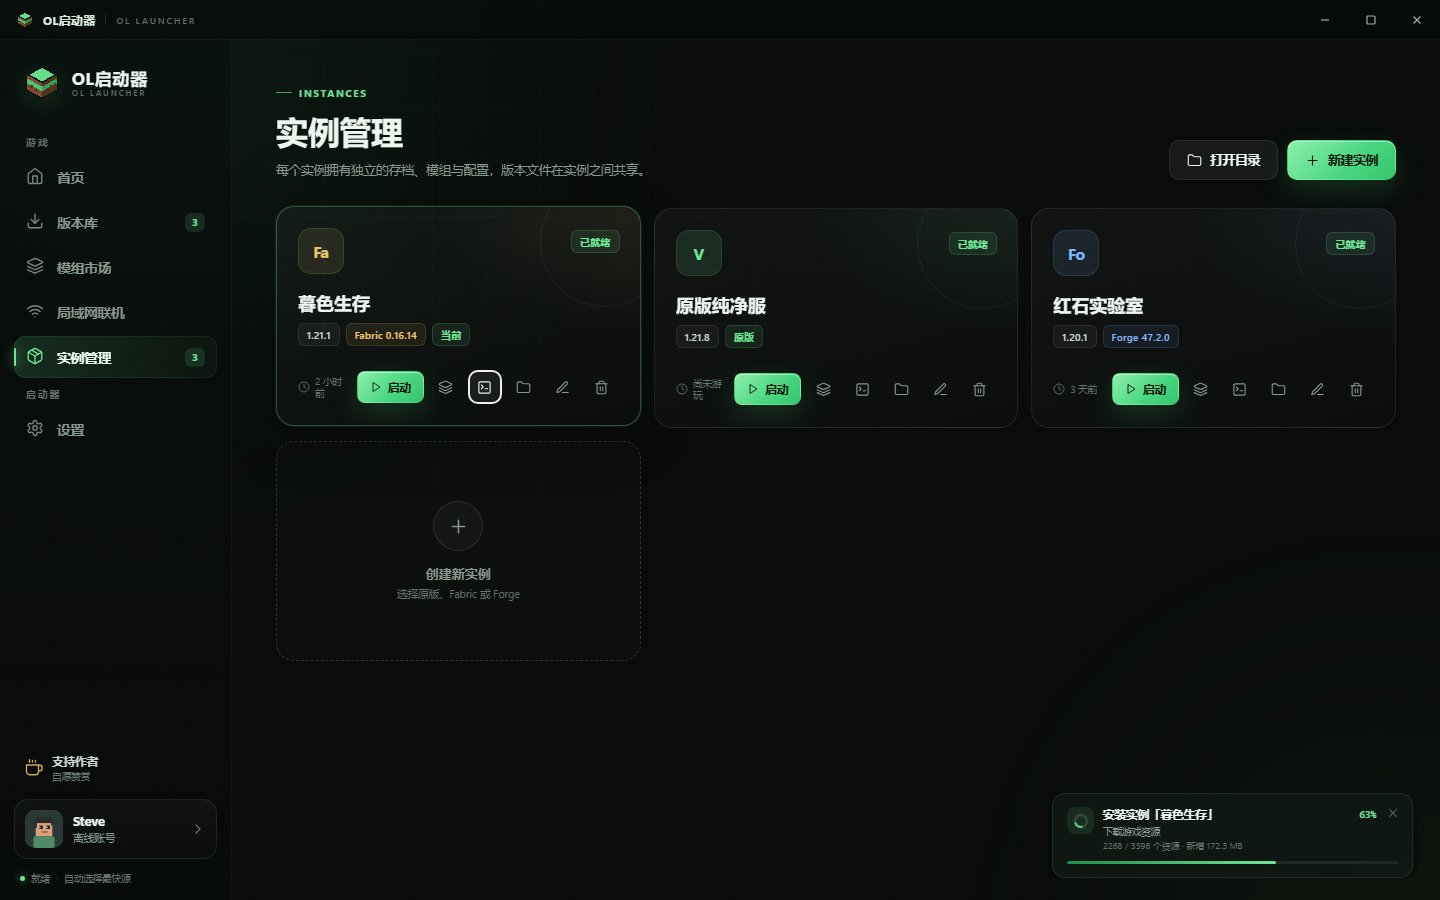 OL启动器 OL LAUNCHER
OL启动器
OL LAUNCHER
游戏
首页
版本库 3
模组市场
局域网联机
实例管理 3
启动器
设置
支持作者
自愿赞赏
Steve
离线账号
就绪 · 自动选择最快源
INSTANCES
实例管理
每个实例拥有独立的存档、模组与配置，版本文件在实例之间共享。
打开目录
新建实例
Fa
已就绪
暮色生存
1.21.1 Fabric 0.16.14 当前
2 小时
前
启动
V
已就绪
原版纯净服
1.21.8 原版
尚未游
玩
启动
Fo
已就绪
红石实验室
1.20.1 Forge 47.2.0
3 天前
启动
创建新实例
选择原版、Fabric 或 Forge
安装实例「暮色生存」 63%
下载游戏资源
2268 / 3598 个资源 · 新增 172.3 MB